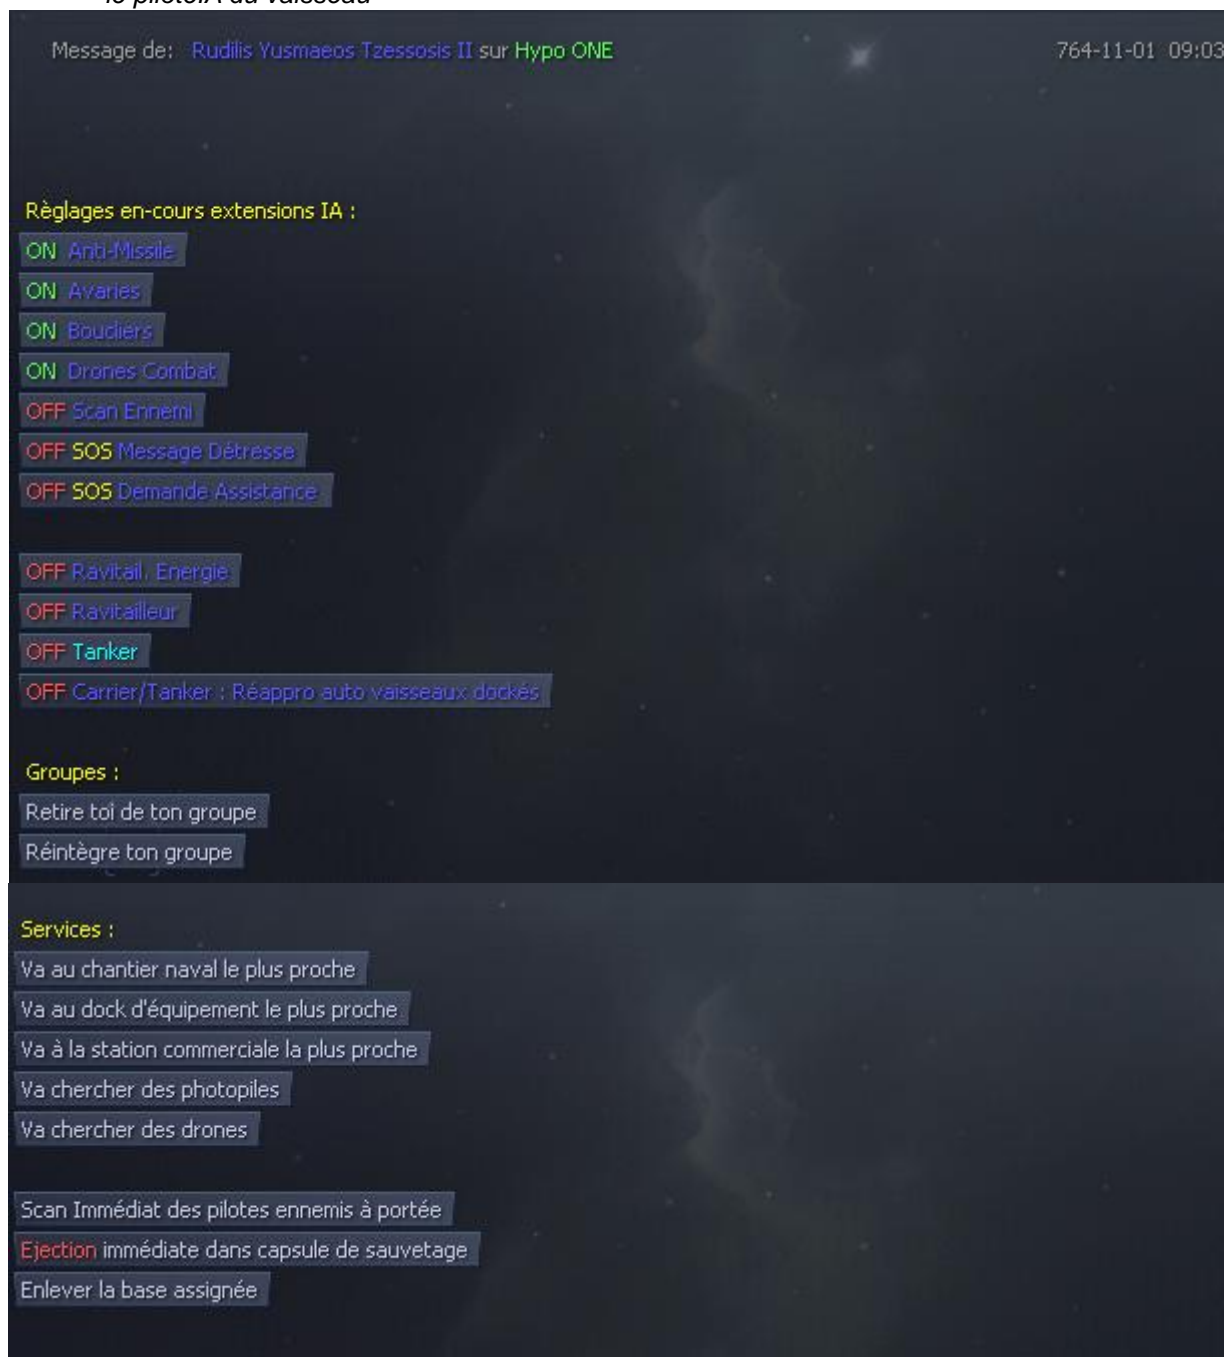 le piloteIA du vaisseau
Message de: Rudilis Yusmaeos Tzessosis II sur Hypo ONE 764-11-01 09:03
Règlages en-cours extensions IA :
ON Anti-Missile
ON Avaries
ON Boucliers
ON Drones Combat
OFF Scan Ennemi
OFF SOS Message Détresse
OFF SOS Demande Assistance
OFF Ravitail. Energie
OFF Ravitailleur
OFF Tanker
OFF Carrier/Tanker : Réappro auto vaisseaux dockés
Groupes :
Retire toi de ton groupe
Réintègre ton groupe
Services :
Va au chantier naval le plus proche
Va au dock d'équipement le plus proche
Va à la station commerciale la plus proche
Va chercher des photopiles
Va chercher des drones
Scan Immédiat des pilotes ennemis à portée
Ejection immédiate dans capsule de sauvetage
Enlever la base assignée